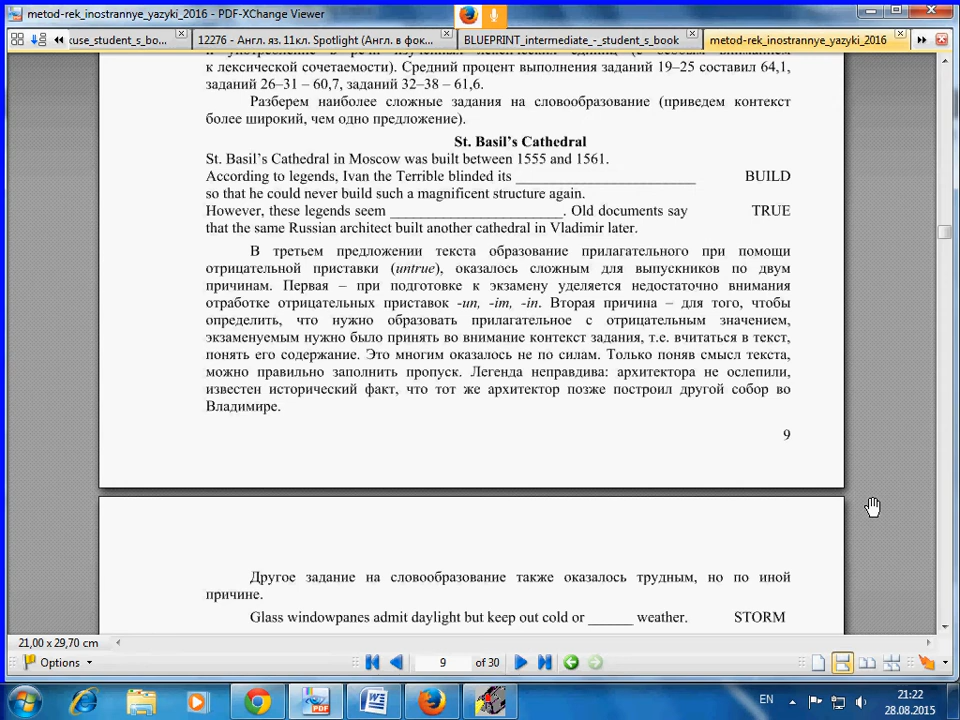 metod-rek_inostrannye_yazyki_2016 - PDF-XChange Viewer
kuse_student_s_bo...
12276 - Англ. яз. 11кл. Spotlight (Англ. в фок...
BLUEPRINT_intermediate_-_student_s_book
metod-rek_inostrannye_yazyki_2016
к лексической сочетаемости). Средний процент выполнения заданий 19–25 составил 64,1,
заданий 26–31 – 60,7, заданий 32–38 – 61,6.
Разберем наиболее сложные задания на словообразование (приведем контекст
более широкий, чем одно предложение).
St. Basil’s Cathedral
St. Basil’s Cathedral in Moscow was built between 1555 and 1561.
According to legends, Ivan the Terrible blinded its ______________________ BUILD
so that he could never build such a magnificent structure again.
However, these legends seem _____________________. Old documents say TRUE
that the same Russian architect built another cathedral in Vladimir later.
В третьем предложении текста образование прилагательного при помощи
отрицательной приставки (untrue), оказалось сложным для выпускников по двум
причинам. Первая – при подготовке к экзамену уделяется недостаточно внимания
отработке отрицательных приставок -un, -im, -in. Вторая причина – для того, чтобы
определить, что нужно образовать прилагательное с отрицательным значением,
экзаменуемым нужно было принять во внимание контекст задания, т.е. вчитаться в текст,
понять его содержание. Это многим оказалось не по силам. Только поняв смысл текста,
можно правильно заполнить пропуск. Легенда неправдива: архитектора не ослепили,
известен исторический факт, что тот же архитектор позже построил другой собор во
Владимире.
9
Другое задание на словообразование также оказалось трудным, но по иной
причине.
Glass windowpanes admit daylight but keep out cold or ______ weather. STORM
21,00 x 29,70 cm
Options
9 of 30
EN
21:22
28.08.2015